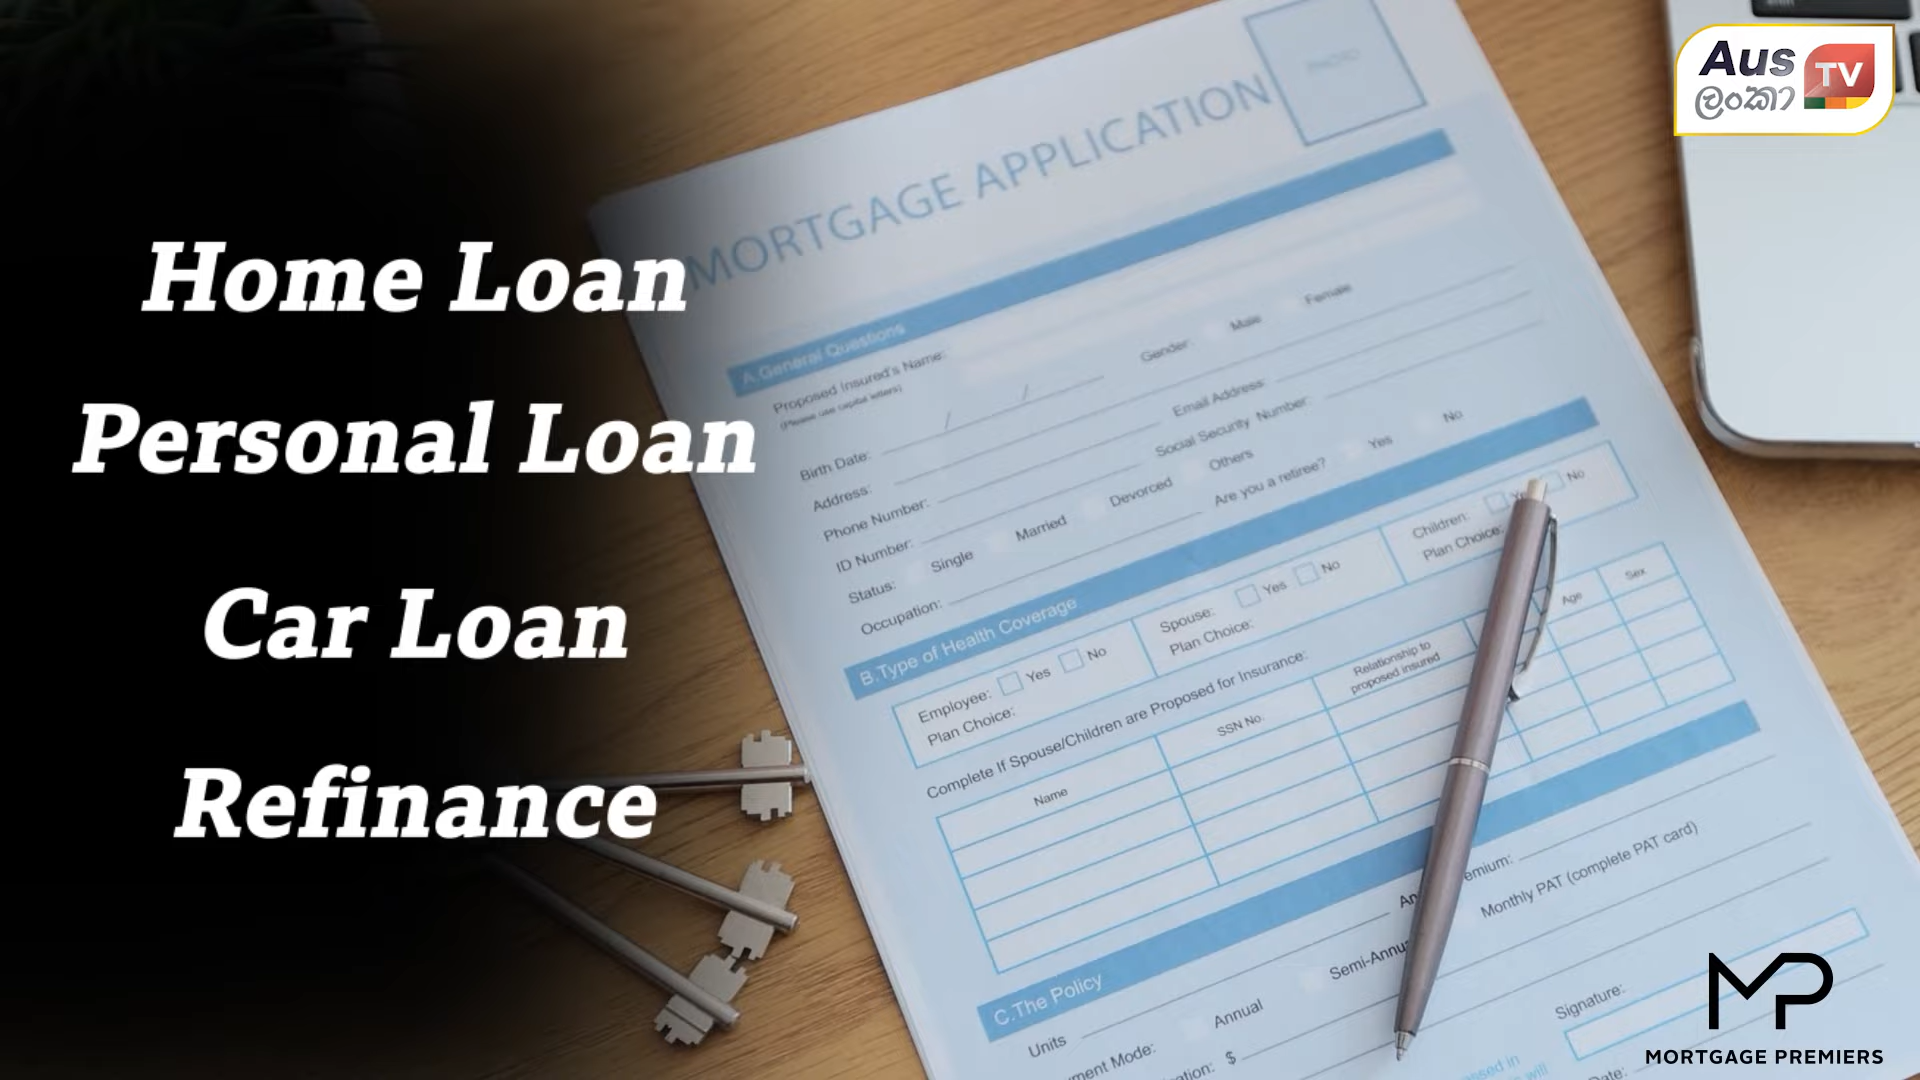 Aus
ලංකා
TV
Home Loan
Personal Loan
Car Loan
Refinance
MORTGAGE APPLICATION
PHOTO
A.General Questions
Proposed Insured's Name:
(Please use capital letters)
Gender: Male Female
Birth Date: / /
Address: Email Address:
Phone Number: Social Security Number:
ID Number:
Status: Single Married Devorced Others Are you a retiree? Yes No
Occupation:
B.Type of Health Coverage
Employee: Yes No
Plan Choice:
Spouse: Yes No
Plan Choice:
Children: No
Plan Choice:
Complete If Spouse/Children are Proposed for Insurance:
Name SSN No. Relationship to proposed insured Age Sex
C.The Policy
Units
Annual Semi-Annu Monthly PAT (complete PAT card)
emium:
ment Mode:
$
Signature:
Date:
MP
MORTGAGE PREMIERS